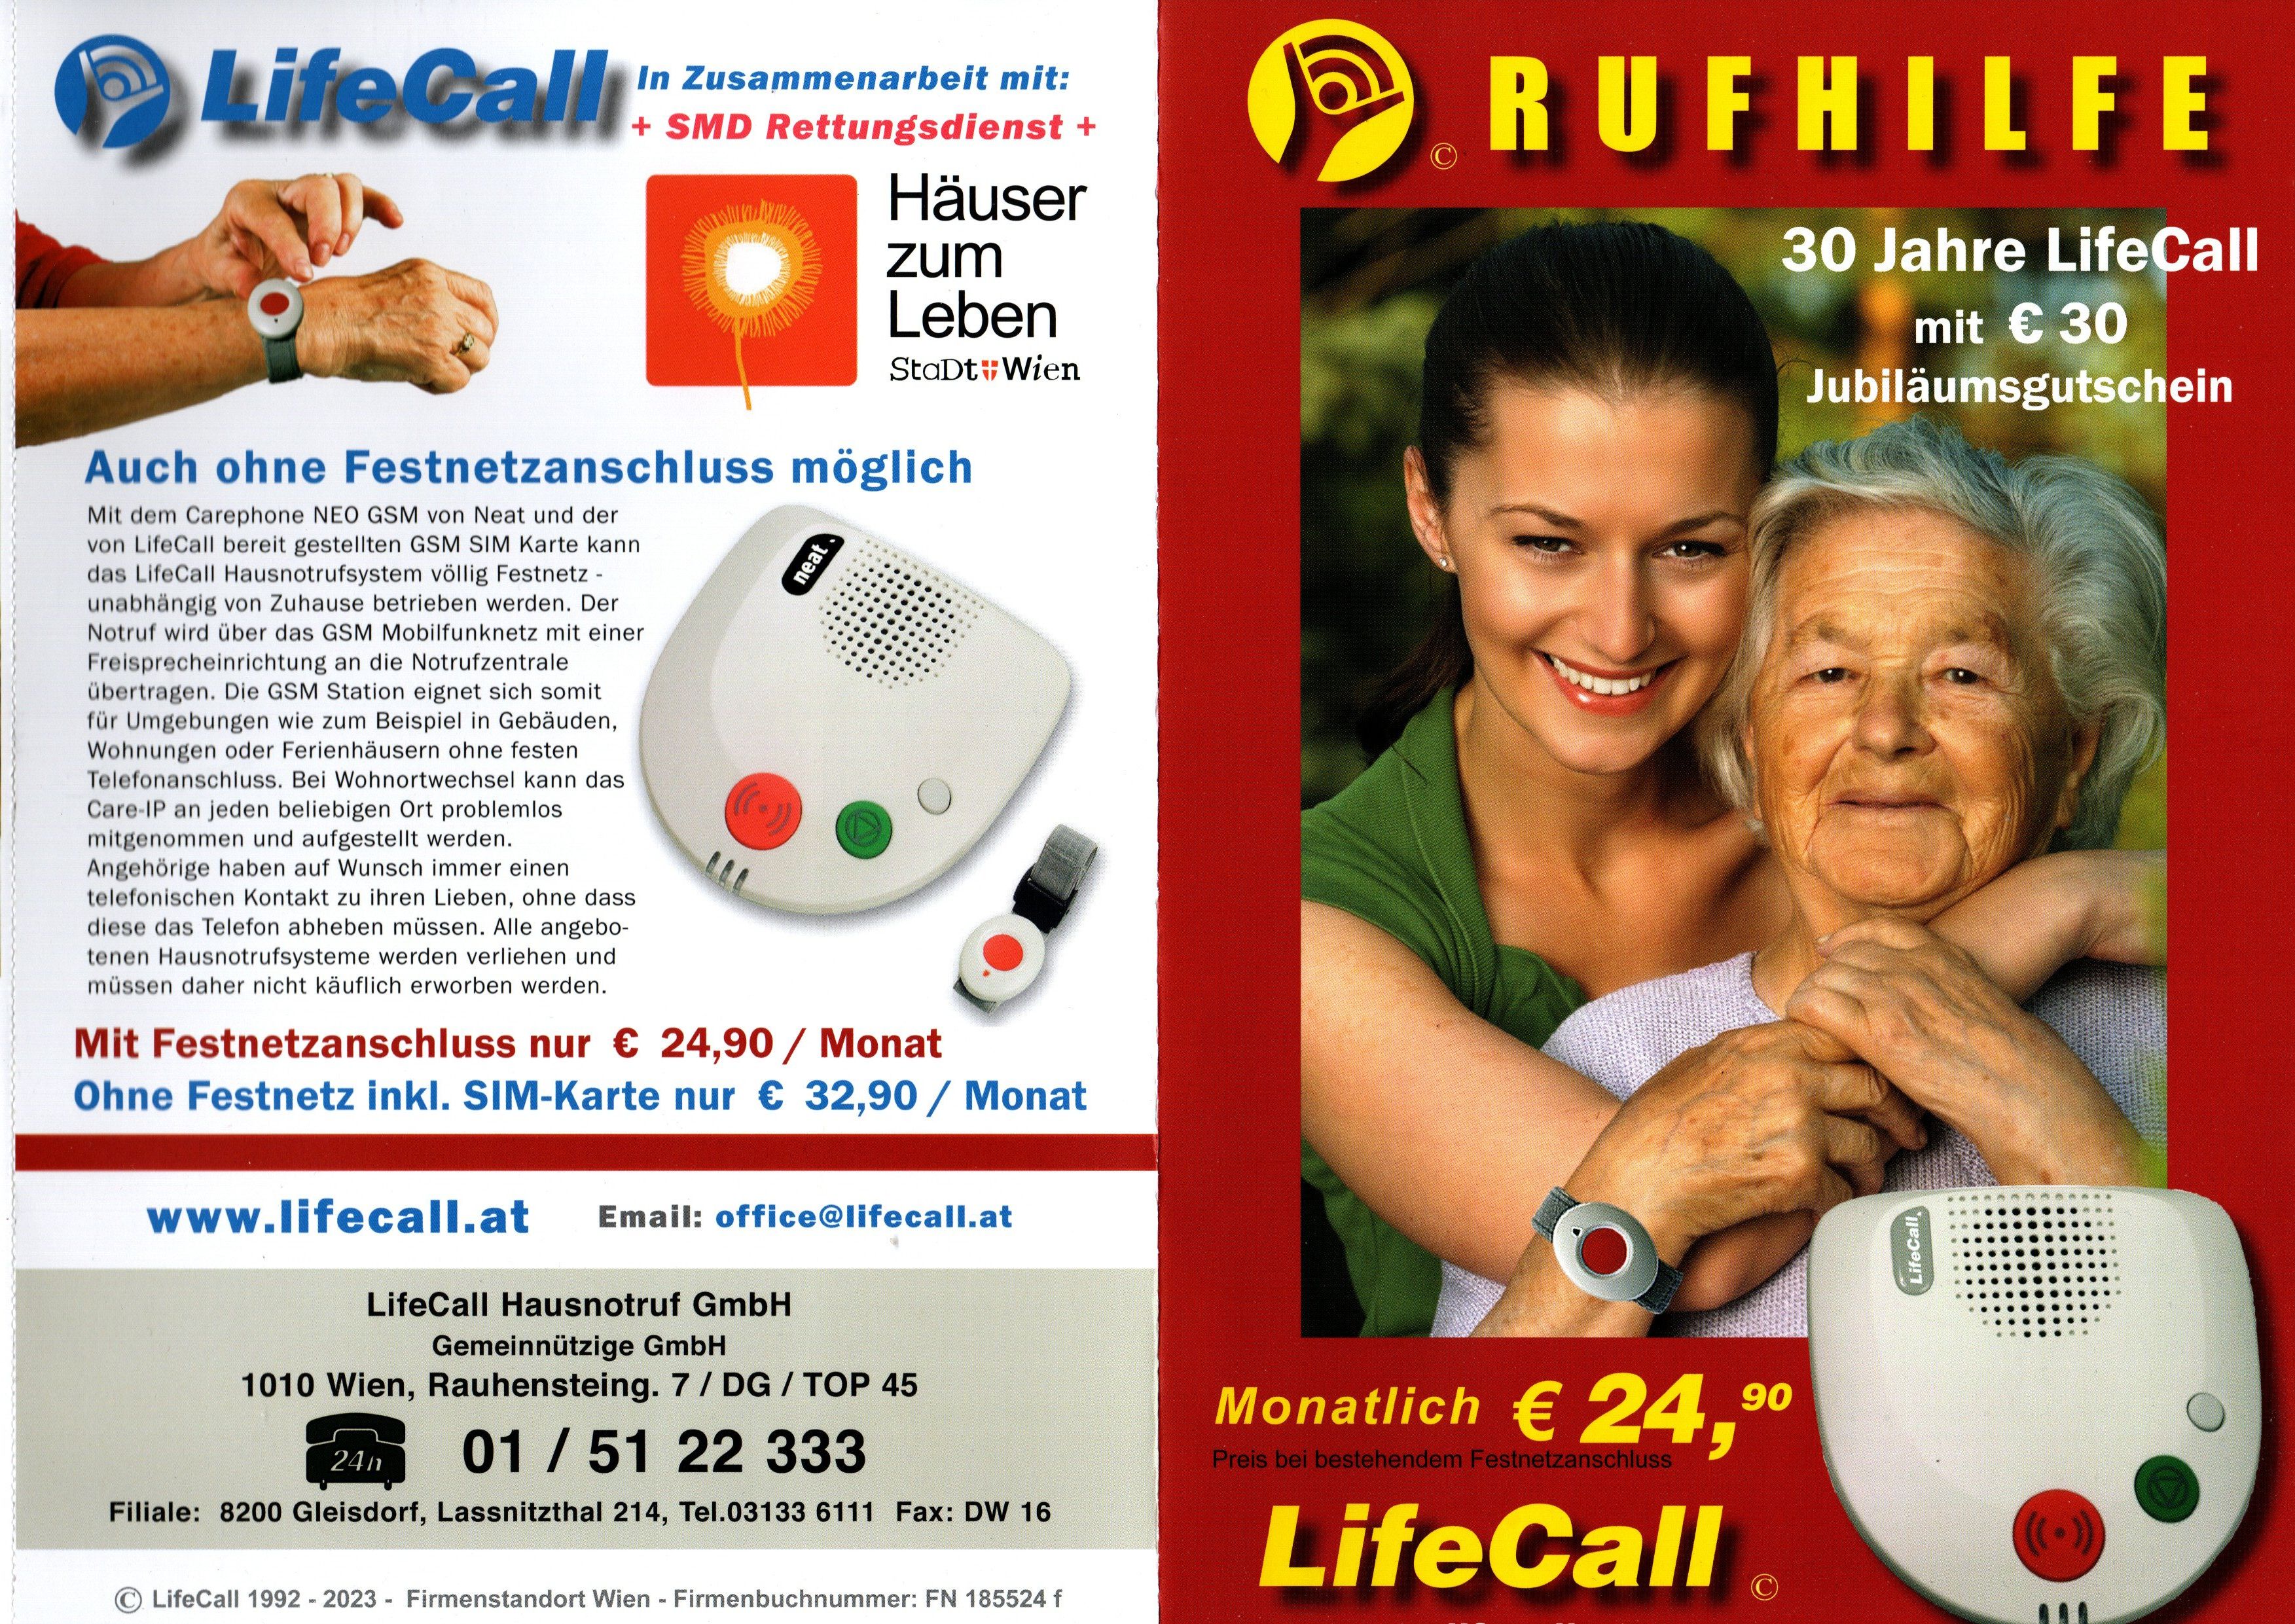 LifeCall
In Zusammenarbeit mit:
+ SMD Rettungsdienst +
Häuser
zum
Leben
StaDt Wien
Auch ohne Festnetzanschluss möglich
Mit dem Carephone NEO GSM von Neat und der
von LifeCall bereit gestellten GSM SIM Karte kann
das LifeCall Hausnotrufsystem völlig Festnetz -
unabhängig von Zuhause betrieben werden. Der
Notruf wird über das GSM Mobilfunknetz mit einer
Freisprecheinrichtung an die Notrufzentrale
übertragen. Die GSM Station eignet sich somit
für Umgebungen wie zum Beispiel in Gebäuden,
Wohnungen oder Ferienhäusern ohne festen
Telefonanschluss. Bei Wohnortwechsel kann das
Care-IP an jeden beliebigen Ort problemlos
mitgenommen und aufgestellt werden.
Angehörige haben auf Wunsch immer einen
telefonischen Kontakt zu ihren Lieben, ohne dass
diese das Telefon abheben müssen. Alle angebo-
tenen Hausnotrufsysteme werden verliehen und
müssen daher nicht käuflich erworben werden.
neat
Mit Festnetzanschluss nur € 24,90 / Monat
Ohne Festnetz inkl. SIM-Karte nur € 32,90 / Monat
www.lifecall.at Email: office@lifecall.at
LifeCall Hausnotruf GmbH
Gemeinnützige GmbH
1010 Wien, Rauhensteing. 7 / DG / TOP 45
24h 01 / 51 22 333
Filiale: 8200 Gleisdorf, Lassnitzthal 214, Tel.03133 6111 Fax: DW 16
© LifeCall 1992 - 2023 - Firmenstandort Wien - Firmenbuchnummer: FN 185524 f
© RUFHILFE
30 Jahre LifeCall
mit € 30
Jubiläumsgutschein
LifeCall
Monatlich € 24,90
Preis bei bestehendem Festnetzanschluss
LifeCall ©